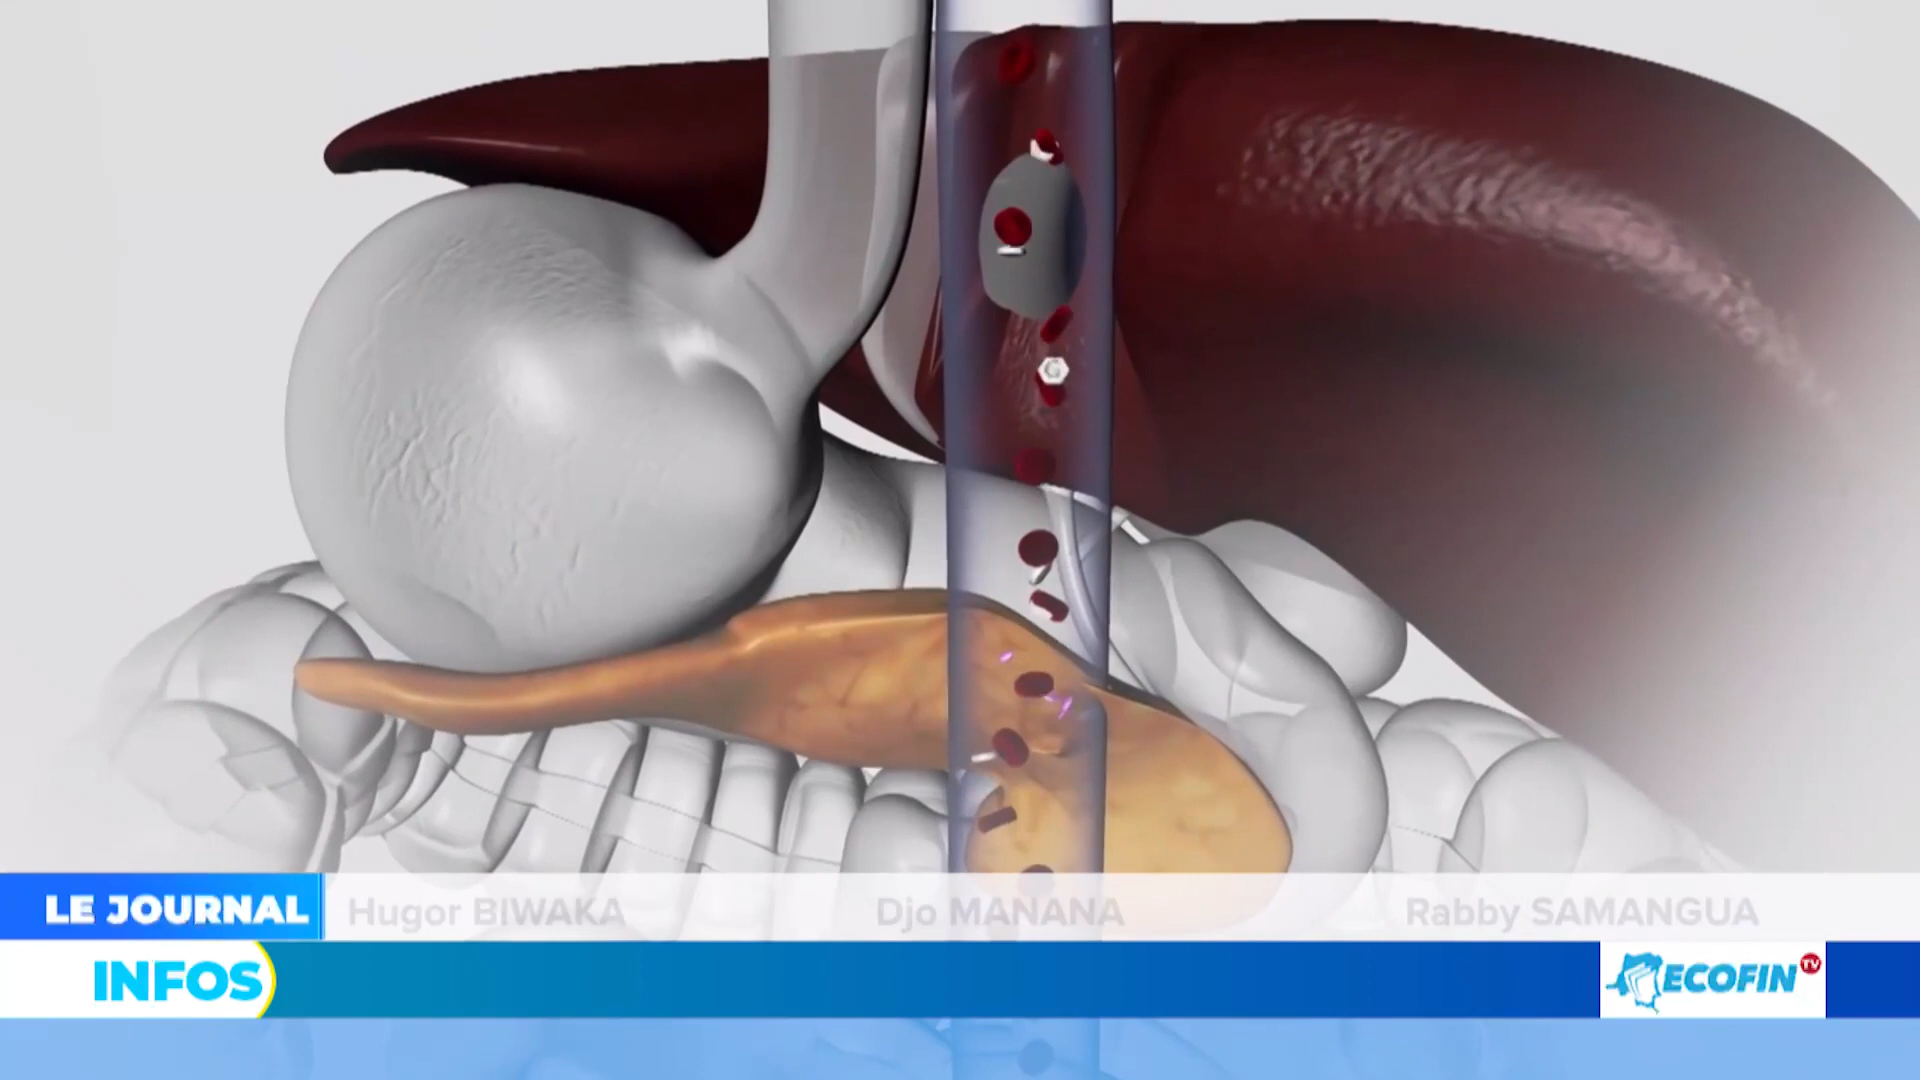 G
LE JOURNAL
Hugor BIWAKA
Djo MANANA
Rabby SAMANGUA
INFOS
ECOFIN TV